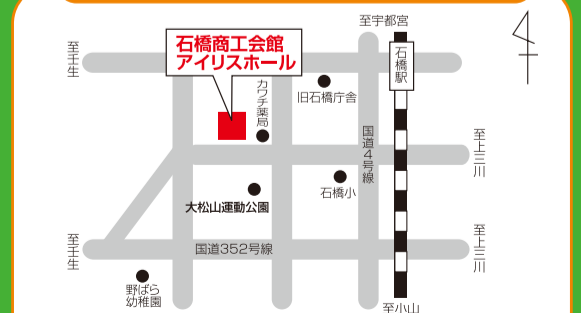 至宇都宮
至壬生
石橋商工会館
アイリスホール
石橋駅
カワチ薬局
旧石橋庁舎
国道4号線
至上三川
石橋小
大松山運動公園
至壬生
国道352号線
至上三川
野ばら
幼稚園
至小山